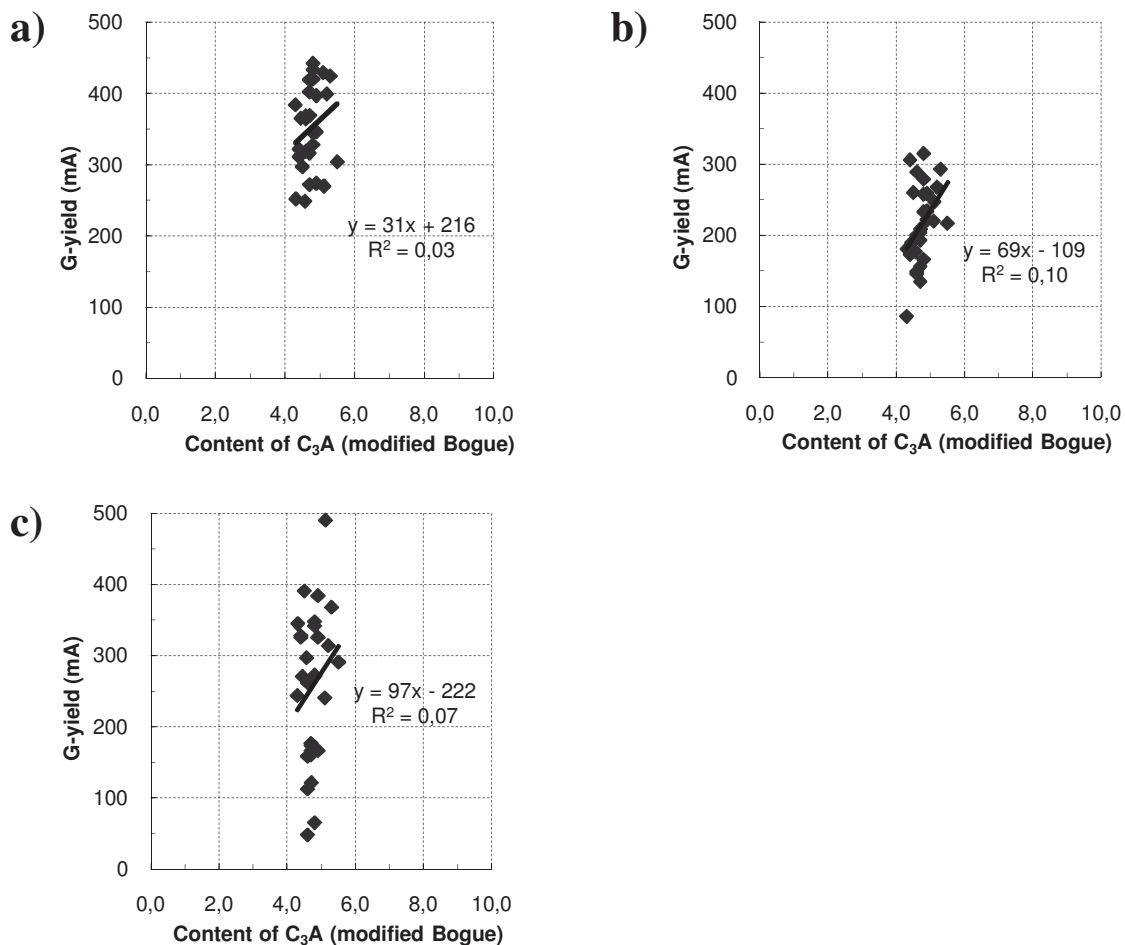 a)
G-yield (mA)
500
400
300
200
100
0
y = 31x + 216
R² = 0,03
0,0 2,0 4,0 6,0 8,0 10,0
Content of C₃A (modified Bogue)
b)
G-yield (mA)
500
400
300
200
100
0
y = 69x - 109
R² = 0,10
0,0 2,0 4,0 6,0 8,0 10,0
Content of C₃A (modified Bogue)
c)
G-yield (mA)
500
400
300
200
100
0
y = 97x - 222
R² = 0,07
0,0 2,0 4,0 6,0 8,0 10,0
Content of C₃A (modified Bogue)